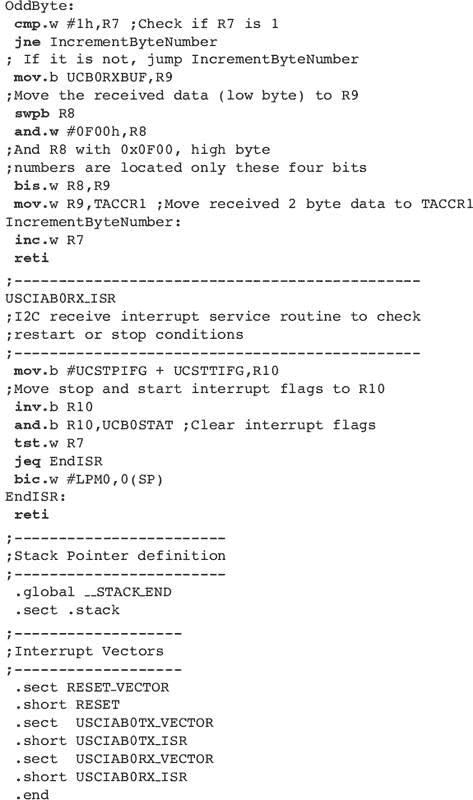 OddByte:
cmp.w #1h,R7 ;Check if R7 is 1
jne IncrementByteNumber
; If it is not, jump IncrementByteNumber
mov.b UCB0RXBUF,R9
;Move the received data (low byte) to R9
swpb R8
and.w #0F00h,R8
;And R8 with 0x0F00, high byte
;numbers are located only these four bits
bis.w R8,R9
mov.w R9,TACCR1 ;Move received 2 byte data to TACCR1
IncrementByteNumber:
inc.w R7
reti
;-----------------------------------------------
USCIAB0RX_ISR
;I2C receive interrupt service routine to check
;restart or stop conditions
;-----------------------------------------------
mov.b #UCSTPIFG + UCSTTIFG,R10
;Move stop and start interrupt flags to R10
inv.b R10
and.b R10,UCB0STAT ;Clear interrupt flags
tst.w R7
jeq EndISR
bic.w #LPM0,0(SP)
EndISR:
reti
;------------------------
;Stack Pointer definition
;------------------------
.global __STACK_END
.sect .stack
;-------------------
;Interrupt Vectors
;-------------------
.sect RESET_VECTOR
.short RESET
.sect  USCIAB0TX_VECTOR
.short USCIAB0TX_ISR
.sect  USCIAB0RX_VECTOR
.short USCIAB0RX_ISR
.end